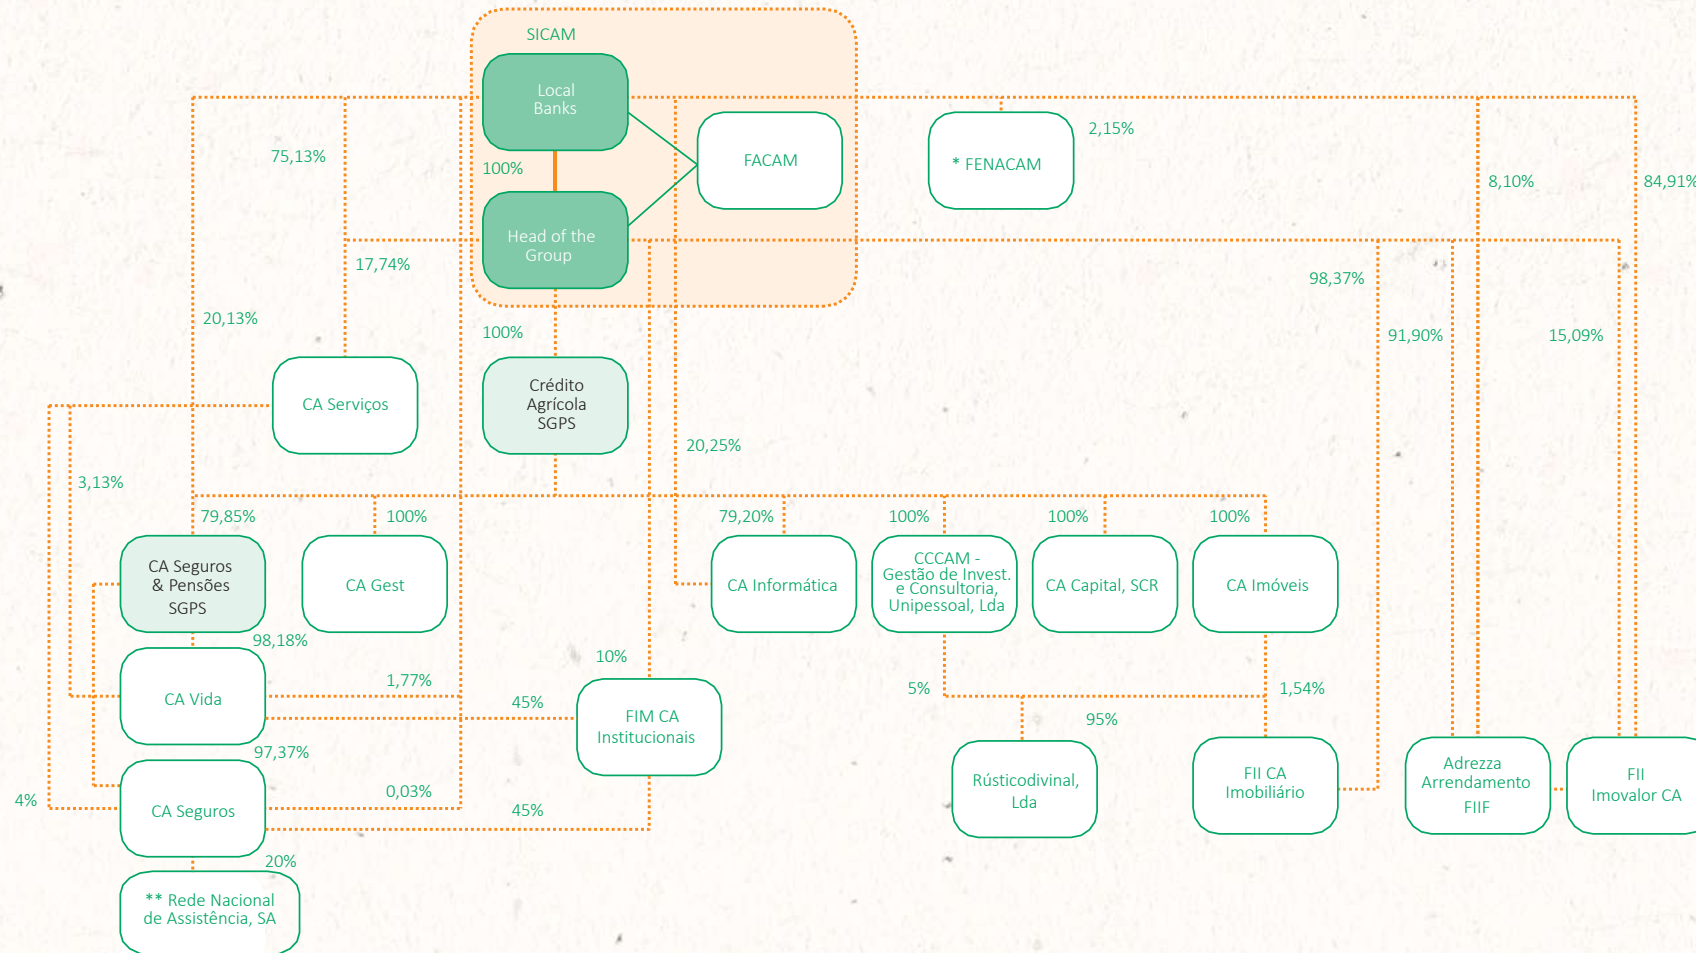 SICAM
Local
Banks
75,13%
100%
FACAM
* FENACAM
2,15%
8,10%
84,91%
Head of the
Group
17,74%
98,37%
20,13%
100%
91,90%
15,09%
CA Serviços
Crédito
Agrícola
SGPS
20,25%
3,13%
79,85%
100%
79,20%
100%
100%
100%
CA Seguros
& Pensões
SGPS
CA Gest
CA Informática
CCCAM -
Gestão de Invest.
e Consultoria,
Unipessoal, Lda
CA Capital, SCR
CA Imóveis
98,18%
10%
1,77%
5%
1,54%
CA Vida
45%
FIM CA
Institucionais
95%
97,37%
Rústicodivinal,
Lda
FII CA
Imobiliário
Adrezza
Arrendamento
FIIF
FII
Imovalor CA
4%
0,03%
CA Seguros
45%
20%
** Rede Nacional
de Assistência, SA